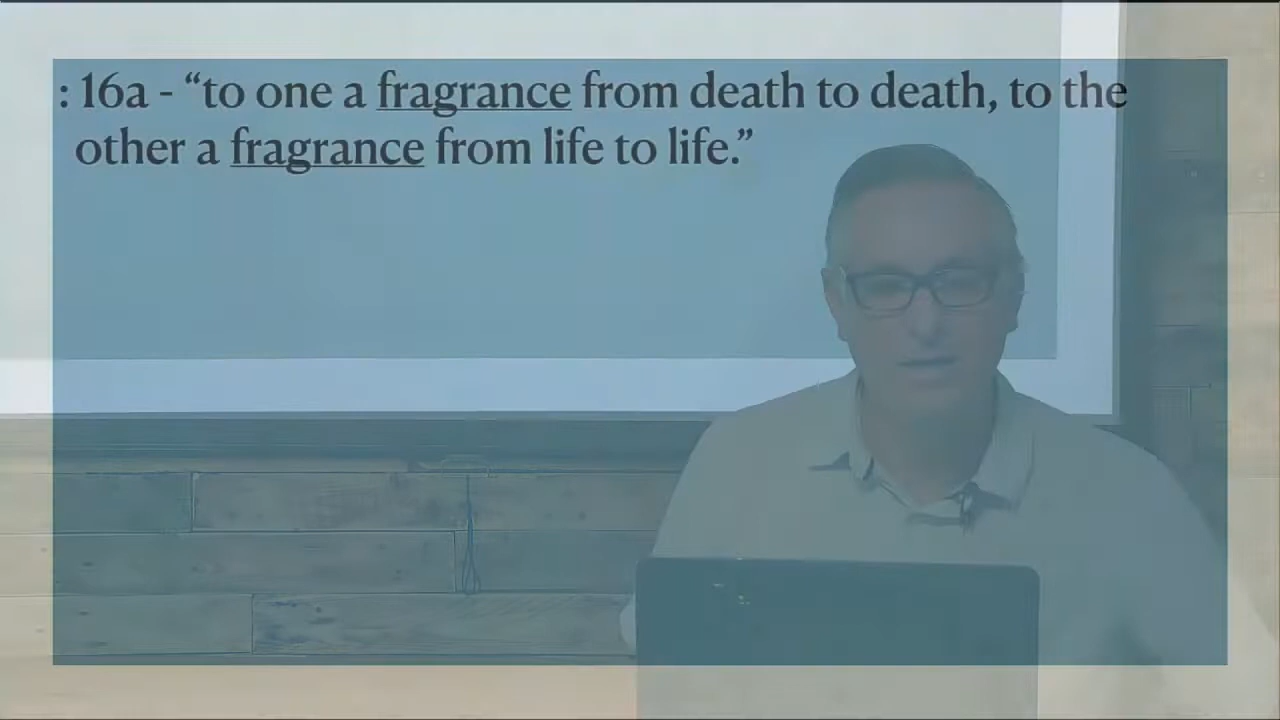 : 16a - “to one a fragrance from death to death, to the
other a fragrance from life to life.”